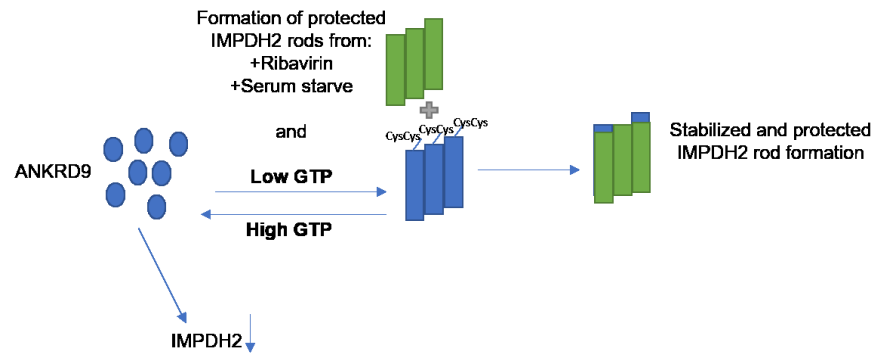 Formation of protected
IMPDH2 rods from:
+Ribavirin
+Serum starve
and
CysCys
CysCys
CysCys
ANKRD9
Low GTP
High GTP
Stabilized and protected
IMPDH2 rod formation
IMPDH2